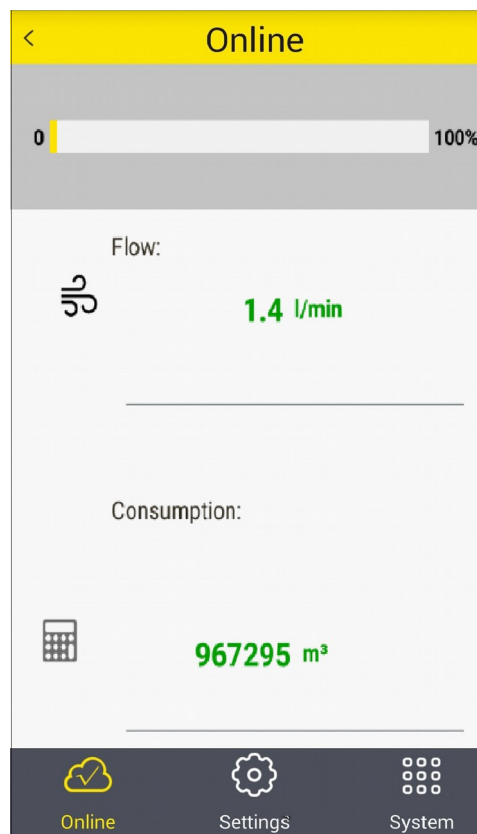 Online
0 100%
Flow:
1.4 l/min
Consumption:
967295 m³
Online Settings System